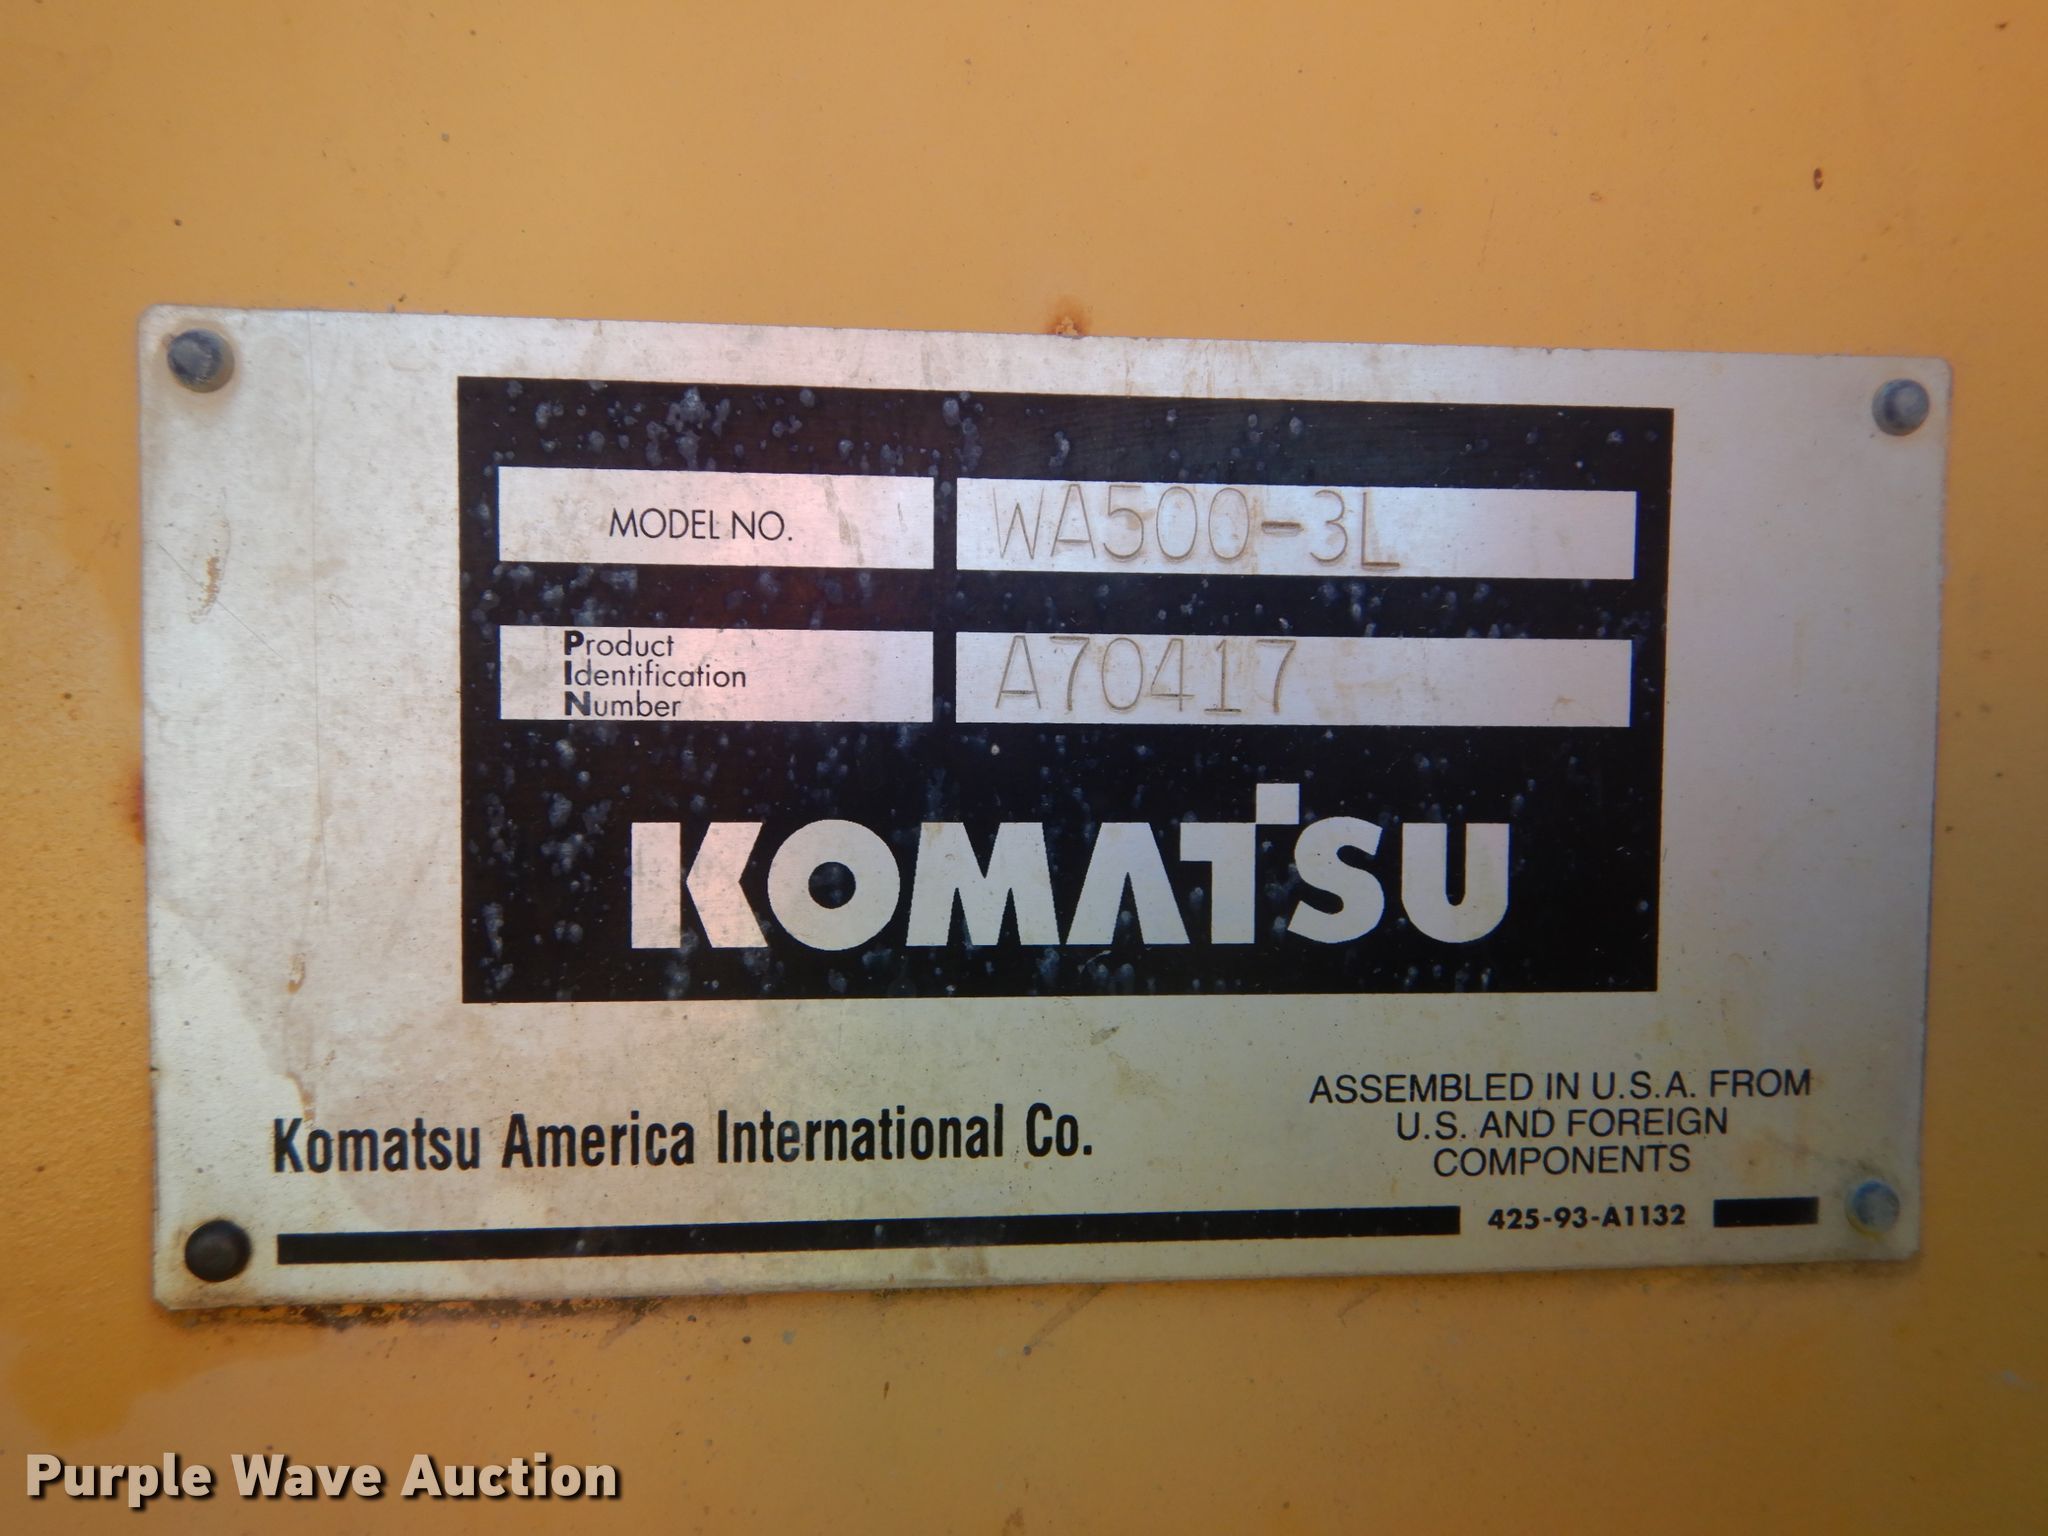 MODEL NO. WA500-3L
Product
Identification
Number
A70417
KOMATSU
Komatsu America International Co.
ASSEMBLED IN U.S.A. FROM
U.S. AND FOREIGN
COMPONENTS
425-93-A1132
Purple Wave Auction